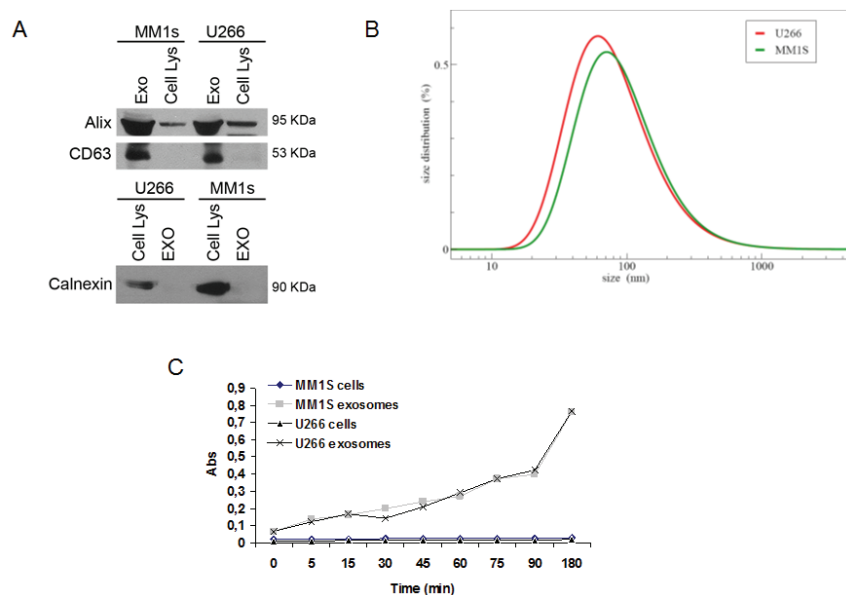 A
MM1s U266
Exo
Cell Lys
Exo
Cell Lys
Alix 95 KDa
CD63 53 KDa
U266 MM1s
Cell Lys
EXO
Cell Lys
EXO
Calnexin 90 KDa
B
U266
MM1S
0.5
0
size distribution (%)
10 100 1000
size (nm)
C
MM1S cells
MM1S exosomes
U266 cells
U266 exosomes
0,9
0,8
0,7
0,6
0,5
0,4
0,3
0,2
0,1
0
Abs
0 5 15 30 45 60 75 90 180
Time (min)